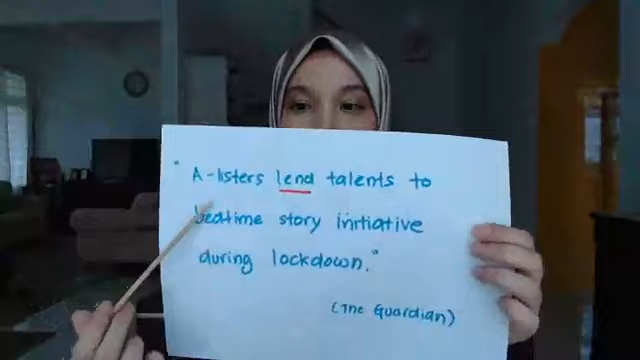 "A-listers lend talents to
bedtime story initiative
during lockdown."
(The Guardian)